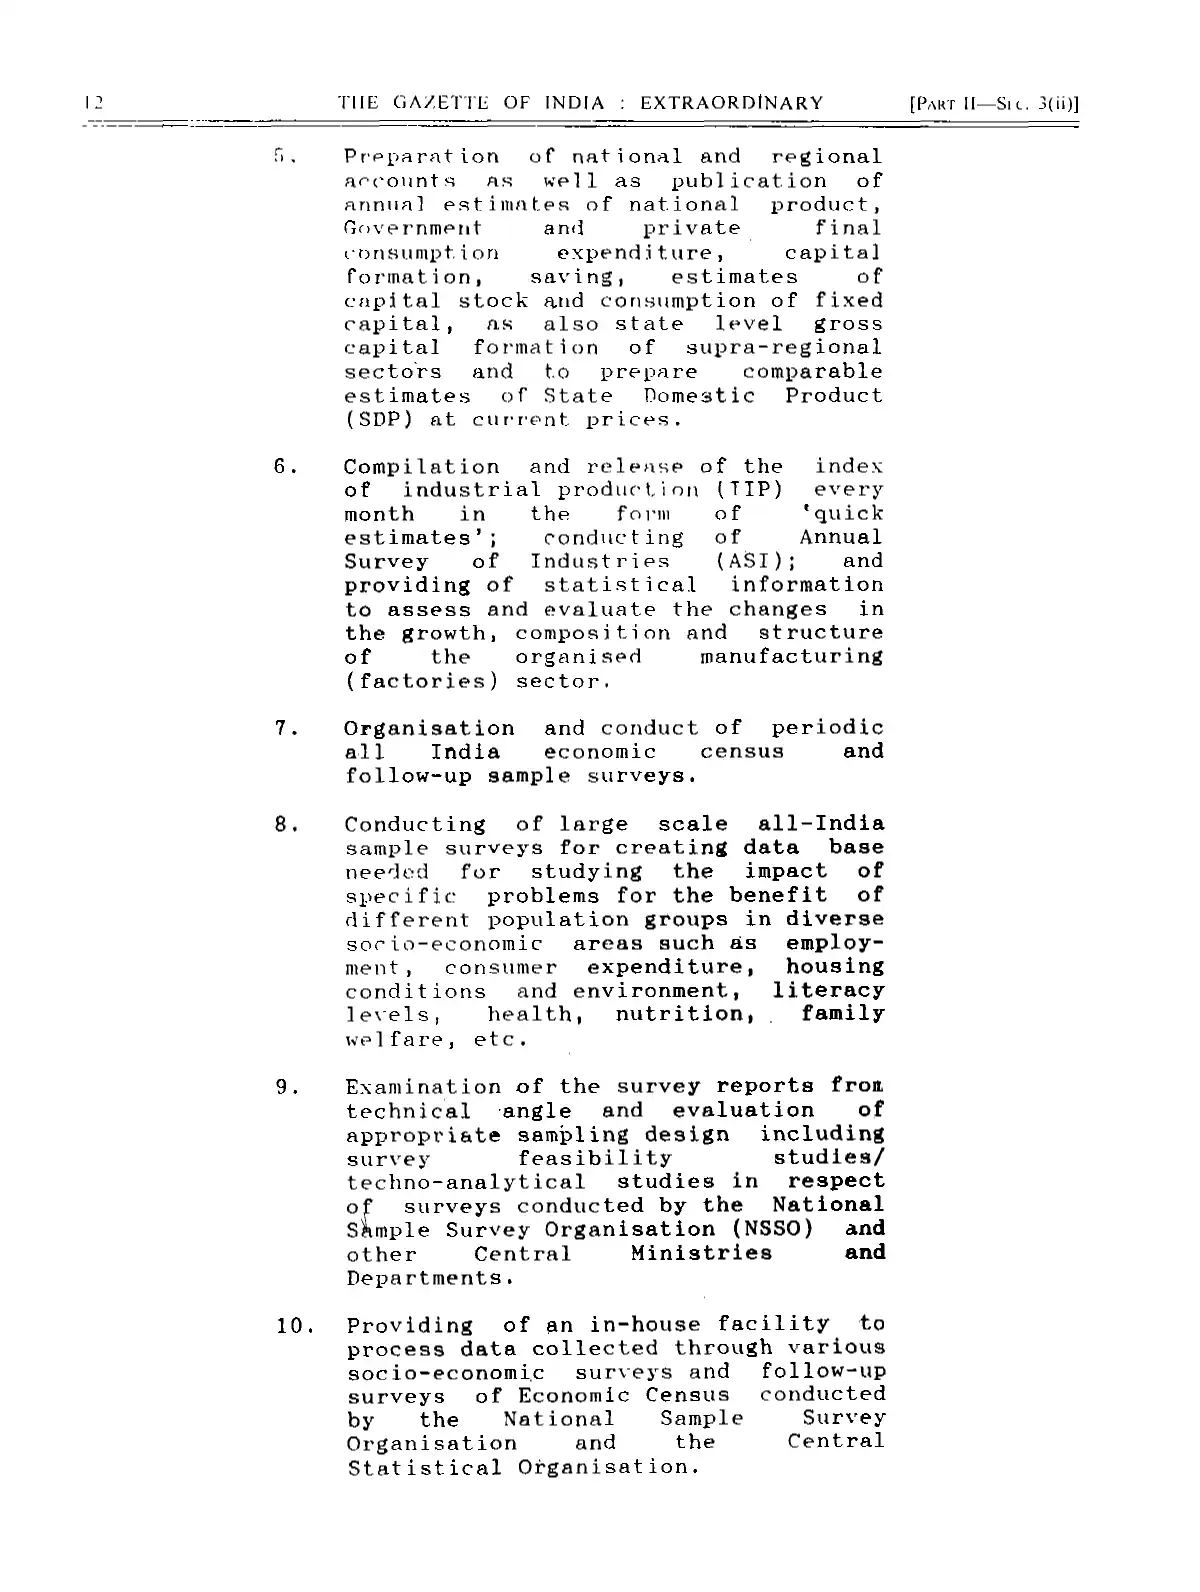 12 THE GAZETTE OF INDIA : EXTRAORDINARY [PART II—SEC. 3(ii)]
5. Preparation of national and regional
accounts as well as publication of
annual estimates of national product,
Government and private final
consumption expenditure, capital
formation, saving, estimates of
capital stock and consumption of fixed
capital, as also state level gross
capital formation of supra-regional
sectors and to prepare comparable
estimates of State Domestic Product
(SDP) at current prices.
6. Compilation and release of the index
of industrial production (IIP) every
month in the form of 'quick
estimates'; conducting of Annual
Survey of Industries (ASI); and
providing of statistical information
to assess and evaluate the changes in
the growth, composition and structure
of the organised manufacturing
(factories) sector.
7. Organisation and conduct of periodic
all India economic census and
follow-up sample surveys.
8. Conducting of large scale all-India
sample surveys for creating data base
needed for studying the impact of
specific problems for the benefit of
different population groups in diverse
socio-economic areas such as employ-
ment, consumer expenditure, housing
conditions and environment, literacy
levels, health, nutrition, family
welfare, etc.
9. Examination of the survey reports from
technical angle and evaluation of
appropriate sampling design including
survey feasibility studies/
techno-analytical studies in respect
of surveys conducted by the National
Sample Survey Organisation (NSSO) and
other Central Ministries and
Departments.
10. Providing of an in-house facility to
process data collected through various
socio-economic surveys and follow-up
surveys of Economic Census conducted
by the National Sample Survey
Organisation and the Central
Statistical Organisation.